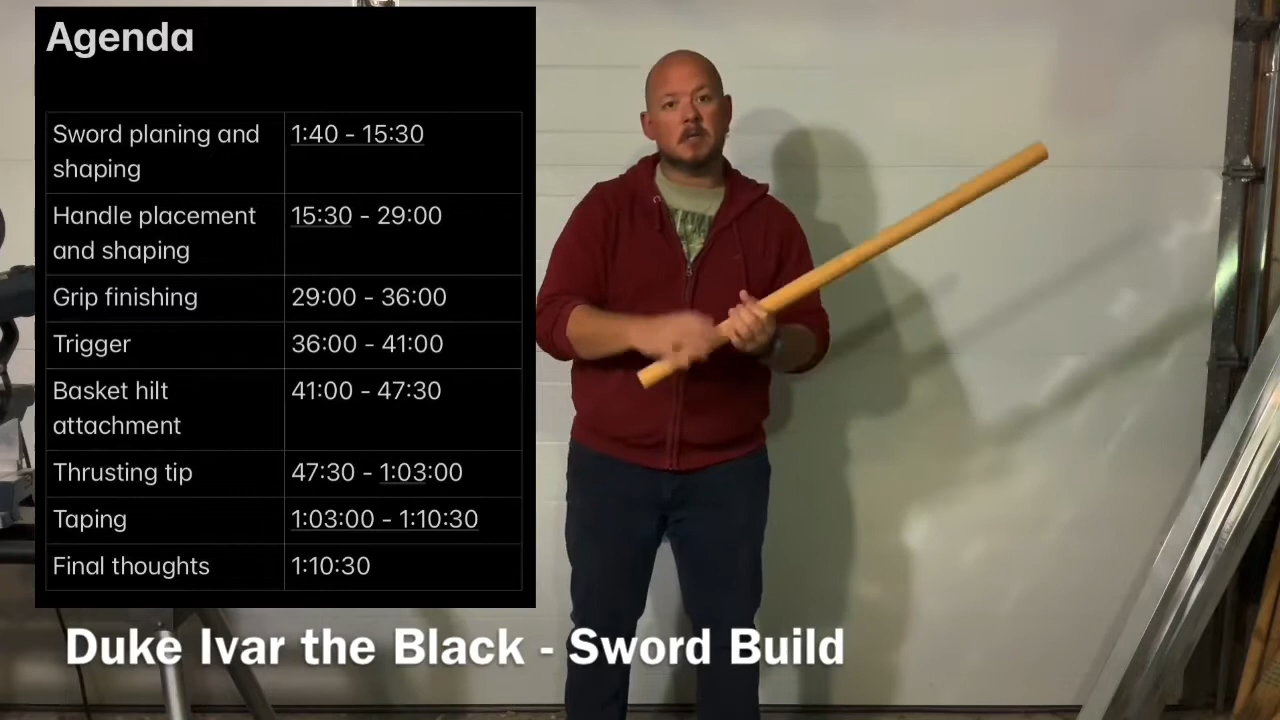 Agenda
Sword planing and 1:40 - 15:30
shaping
Handle placement 15:30 - 29:00
and shaping
Grip finishing 29:00 - 36:00
Trigger 36:00 - 41:00
Basket hilt 41:00 - 47:30
attachment
Thrusting tip 47:30 - 1:03:00
Taping 1:03:00 - 1:10:30
Final thoughts 1:10:30
Duke Ivar the Black - Sword Build